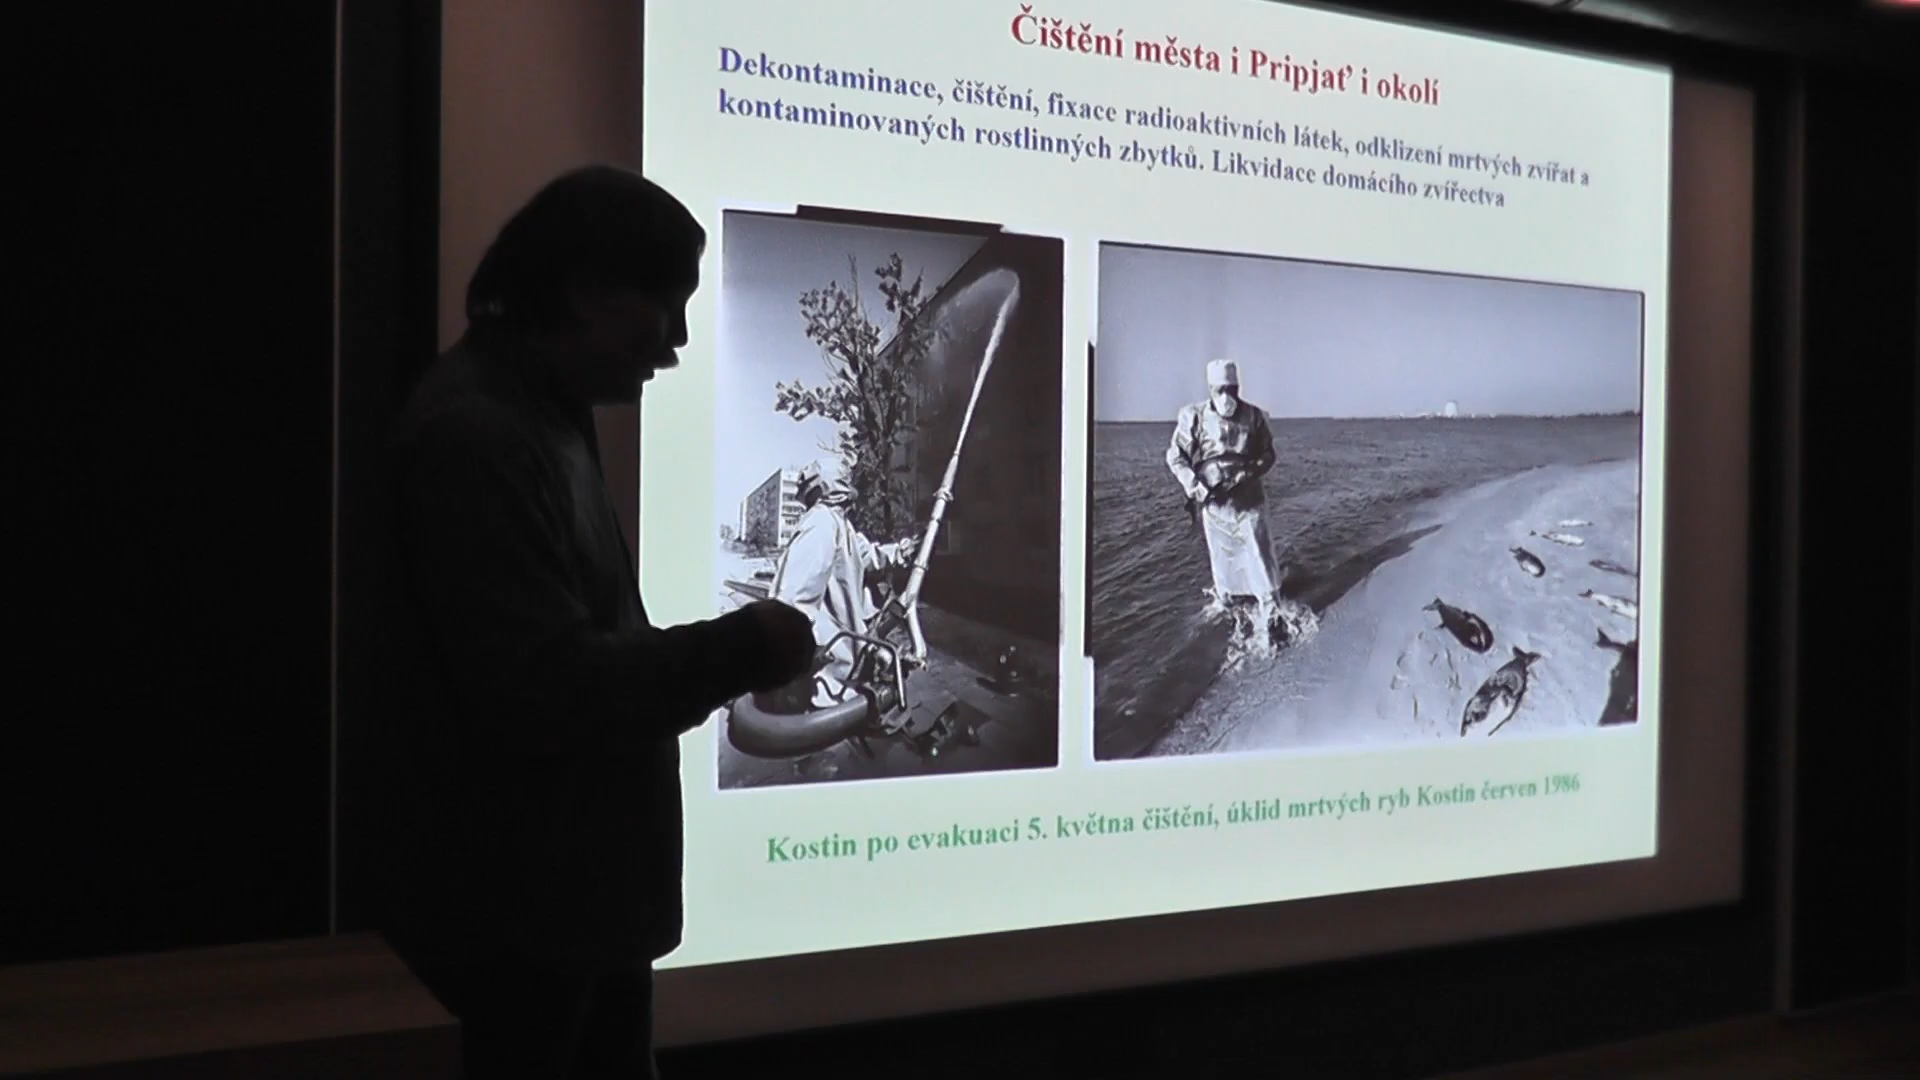 Čištění města i Pripjať i okolí
Dekontaminace, čištění, fixace radioaktivních látek, odklizení mrtvých zvířat a
kontaminovaných rostlinných zbytků. Likvidace domácího zvířectva
Kostin po evakuaci 5. května čištění, úklid mrtvých ryb Kostin červen 1986